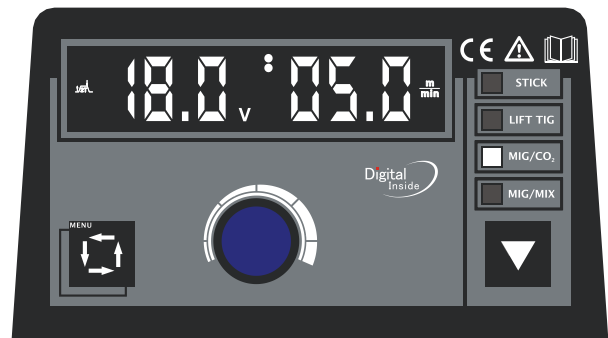 18.0 V : 05.0 m/min
CE
STICK
LIFT TIG
MIG/CO₂
MIG/MIX
Digital
Inside
MENU